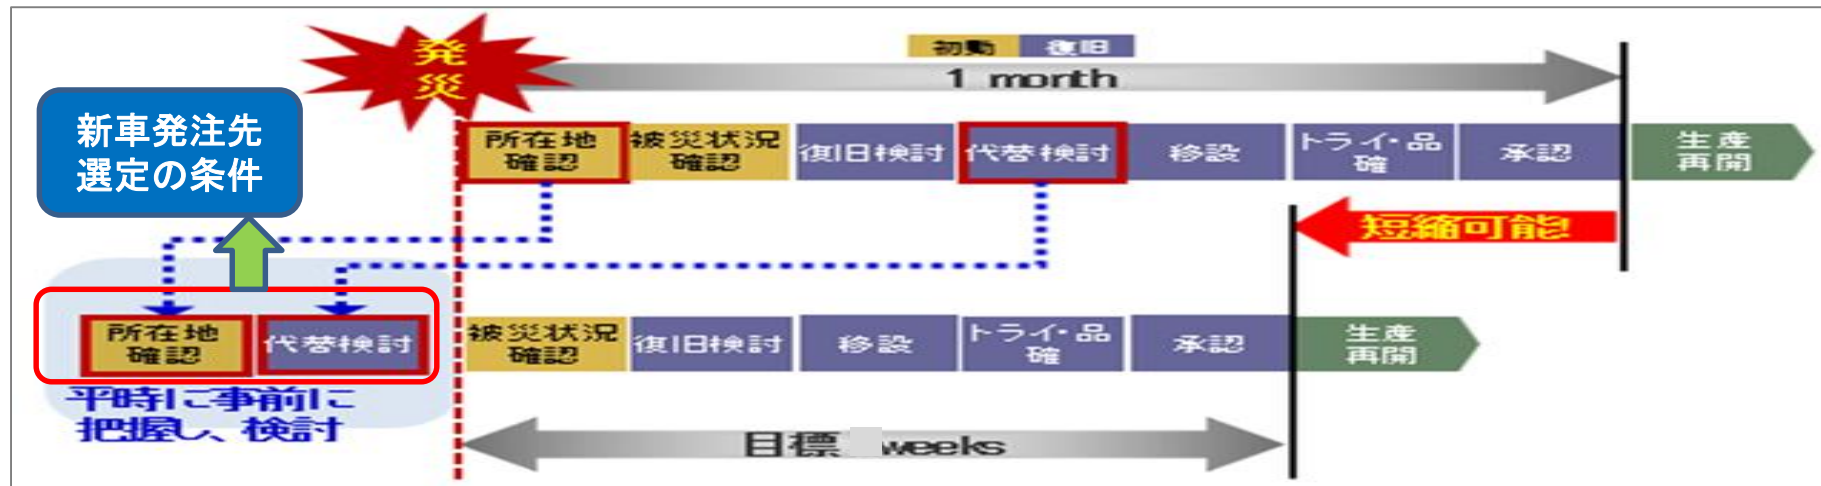 発
災
初動
復旧
1 month
新車発注先
選定の条件
所在地
確認
被災状況
確認
復旧検討
代替検討
移設
トライ・品
確
承認
生産
再開
短縮可能!
所在地
確認
代替検討
被災状況
確認
復旧検討
移設
トライ・品
確
承認
生産
再開
平時に事前に
把握し、検討
目標 weeks